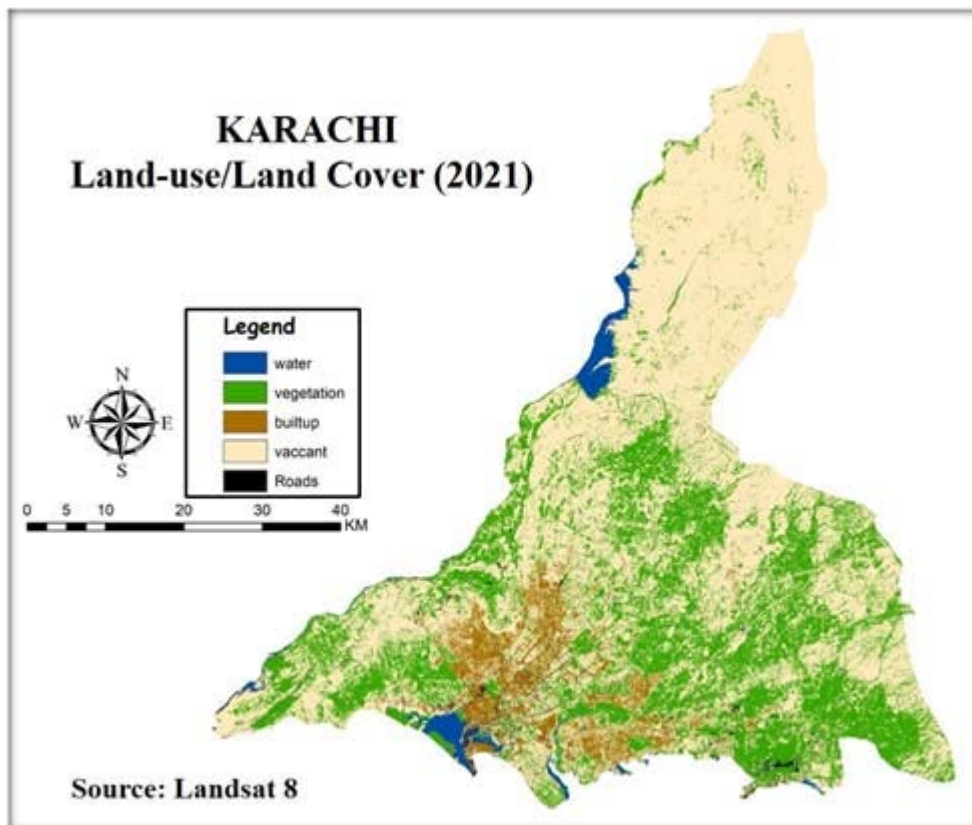 KARACHI
Land-use/Land Cover (2021)
Legend
water
vegetation
builtup
vaccant
Roads
N
W E
S
0 5 10 20 30 40
KM
Source: Landsat 8